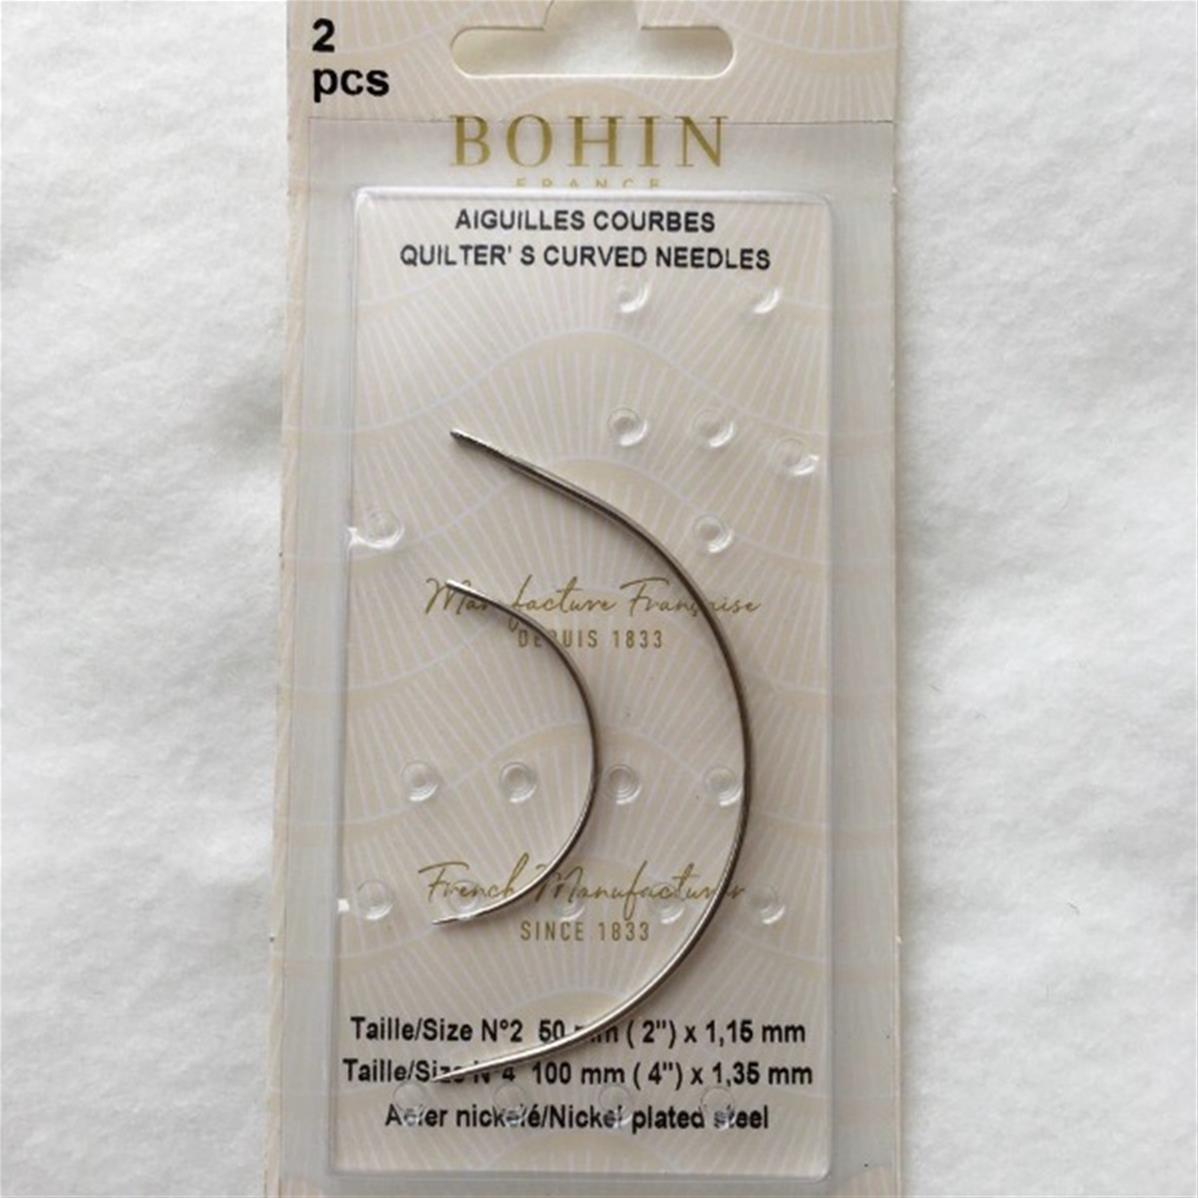 2
pcs
BOHIN
FRANCE
AIGUILLES COURBES
QUILTER' S CURVED NEEDLES
Manufacture Française
DEPUIS 1833
French Manufacturer
SINCE 1833
Taille/Size N°2 50 mm ( 2") x 1,15 mm
Taille/Size N°4 100 mm ( 4") x 1,35 mm
Acier nickelé/Nickel plated steel